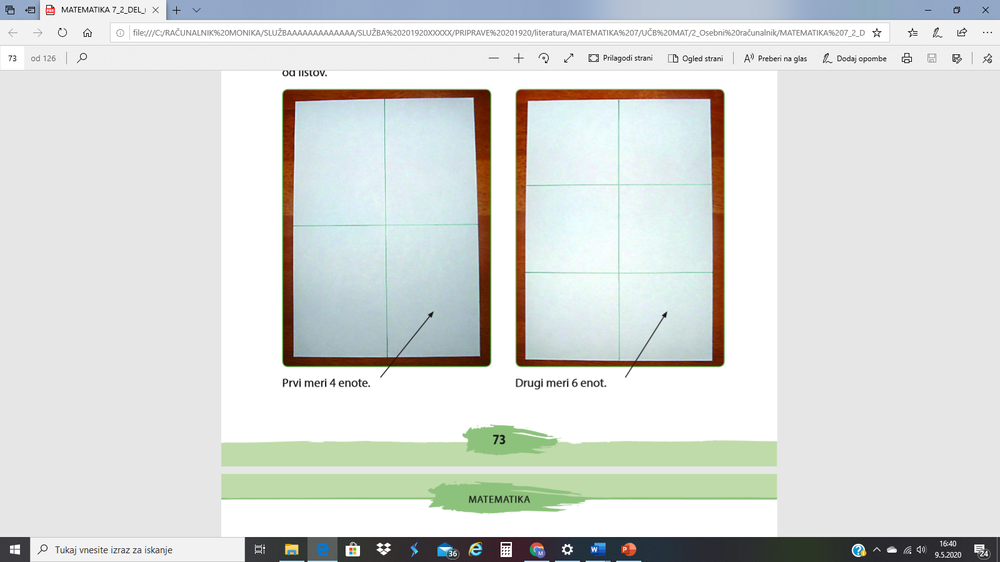 MATEMATIKA 7_2_DEL_
file:///C:/RAČUNALNIK%20MONIKA/SLUŽBAAAAAAAAAAAAA/SLUŽBA%20201920XXXXX/PRIPRAVE%20201920/literatura/MATEMATIKA%207/UČB%20MAT/2_Osebni%20računalnik/MATEMATIKA%207_2_D
73 od 126
Prilagodi strani
Ogled strani
Preberi na glas
Dodaj opombe
od listov.
Prvi meri 4 enote.
Drugi meri 6 enot.
73
MATEMATIKA
Tukaj vnesite izraz za iskanje
36
16:40
9.5.2020
24